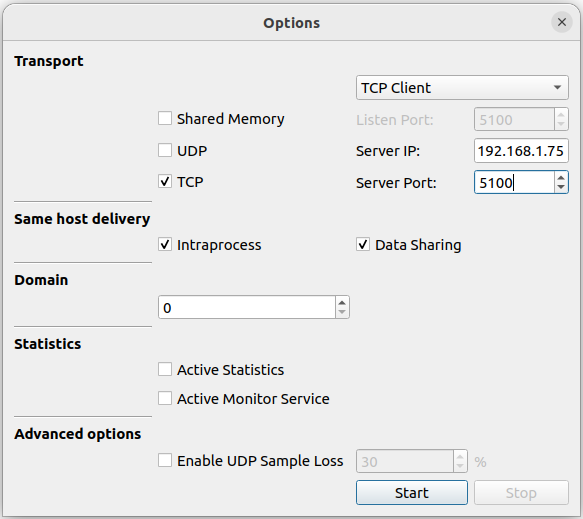 Options
Transport
TCP Client
Shared Memory
Listen Port:
5100
UDP
Server IP:
192.168.1.75
TCP
Server Port:
5100
Same host delivery
Intraprocess
Data Sharing
Domain
0
Statistics
Active Statistics
Active Monitor Service
Advanced options
Enable UDP Sample Loss
30
%
Start
Stop